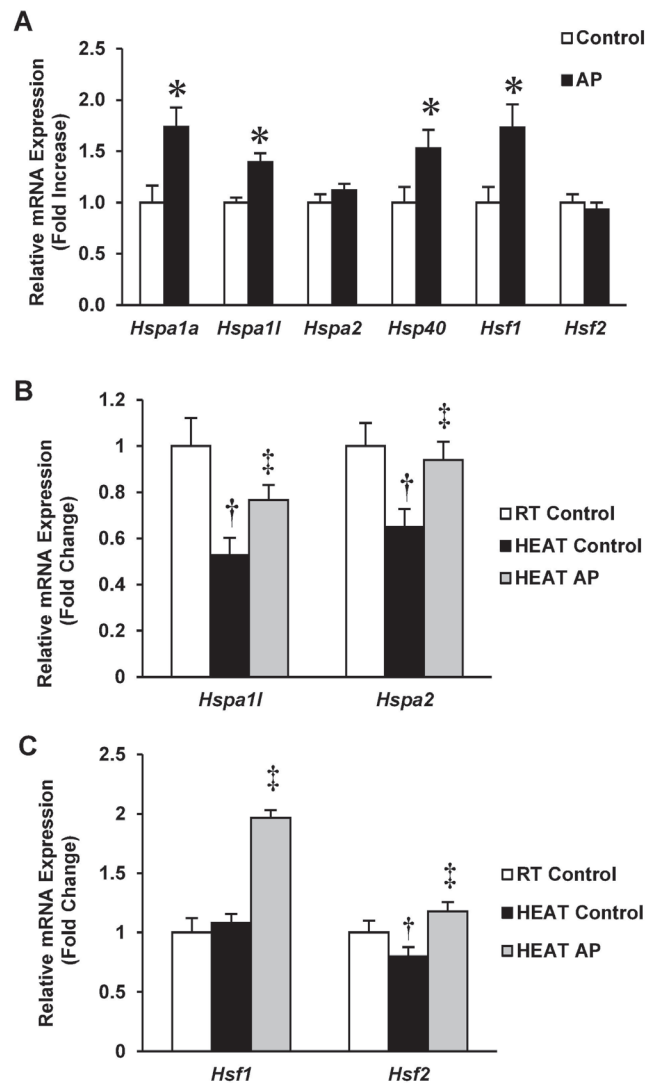 A
Relative mRNA Expression
(Fold Increase)
2.5
2.0
1.5
1.0
0.5
0.0
* * * *
Control
AP
Hspa1a Hspa1l Hspa2 Hsp40 Hsf1 Hsf2
B
Relative mRNA Expression
(Fold Change)
1.2
1
0.8
0.6
0.4
0.2
0
† ‡ † ‡
RT Control
HEAT Control
HEAT AP
Hspa1l Hspa2
C
Relative mRNA Expression
(Fold Change)
2.5
2
1.5
1
0.5
0
‡ † ‡
RT Control
HEAT Control
HEAT AP
Hsf1 Hsf2